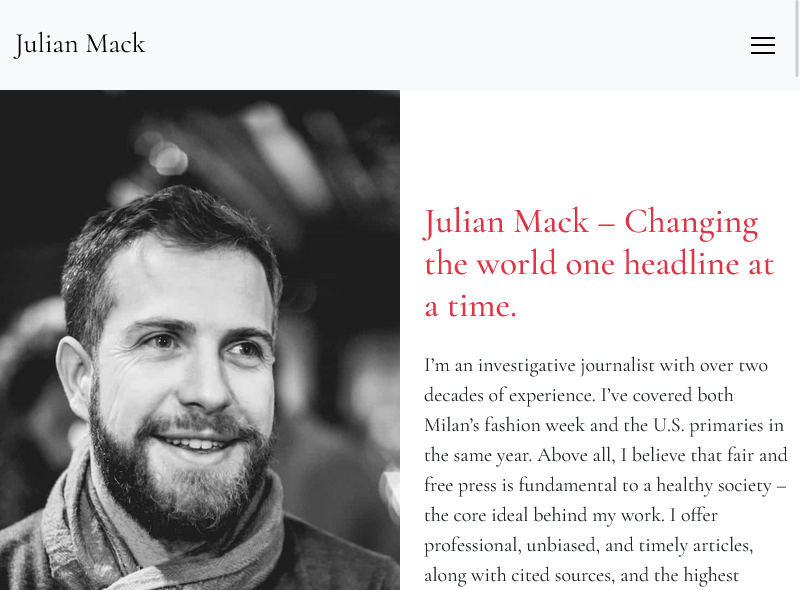 Julian Mack
Julian Mack – Changing
the world one headline at
a time.
I’m an investigative journalist with over two
decades of experience. I’ve covered both
Milan’s fashion week and the U.S. primaries in
the same year. Above all, I believe that fair and
free press is fundamental to a healthy society –
the core ideal behind my work. I offer
professional, unbiased, and timely articles,
along with cited sources, and the highest